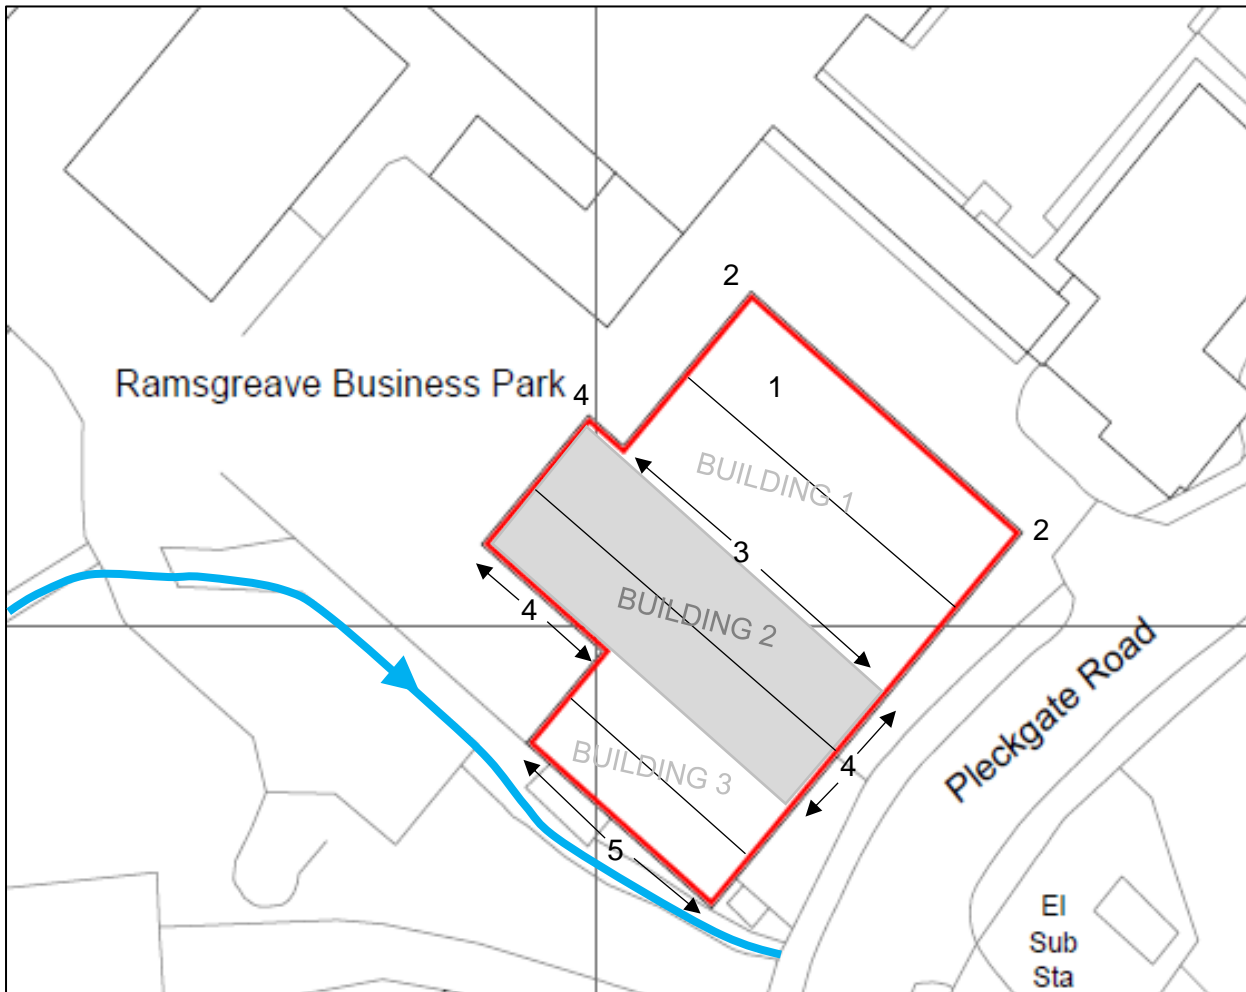 2
Ramsgreave Business Park
4
1
BUILDING 1
2
3
4
BUILDING 2
Pleckgate Road
BUILDING 3
4
5
El
Sub
Sta